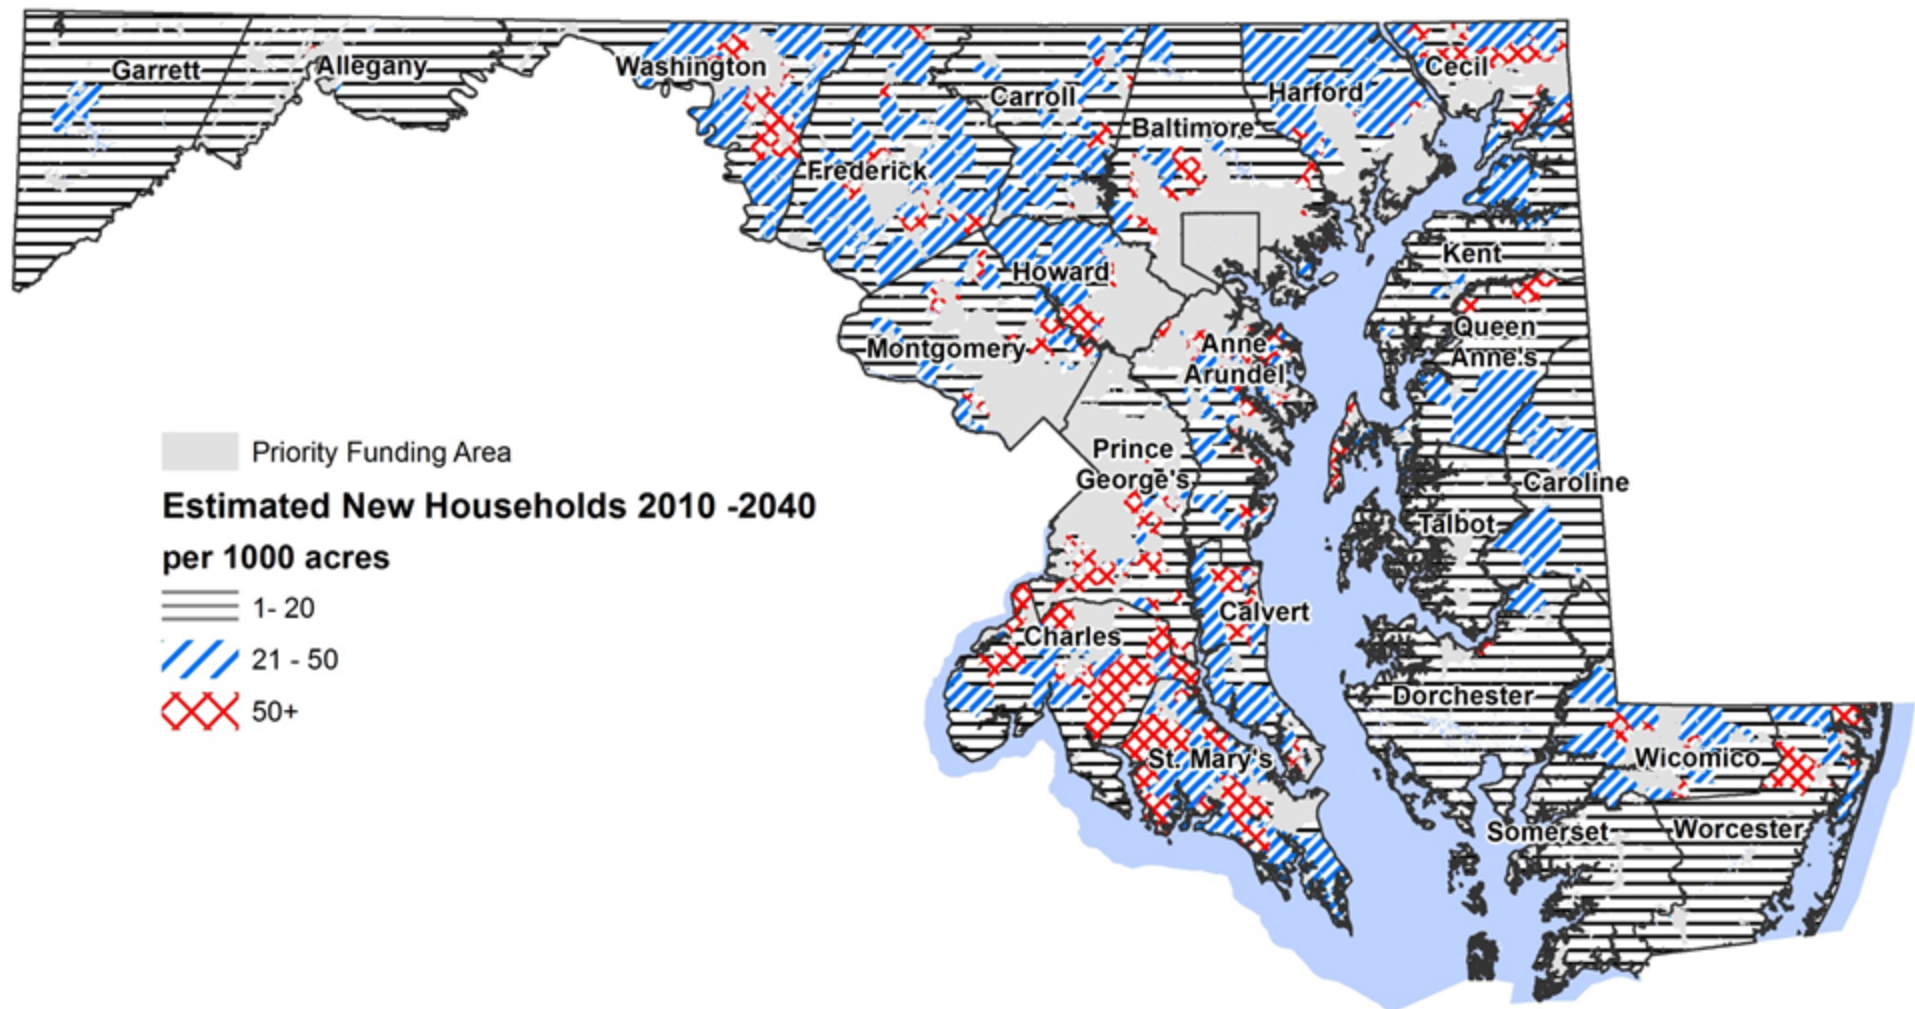 Garrett
Allegany
Washington
Frederick
Carroll
Baltimore
Harford
Cecil
Kent
Howard
Montgomery
Anne
Arundel
Queen
Anne's
Prince
George's
Caroline
Talbot
Charles
Calvert
St. Mary's
Dorchester
Wicomico
Somerset
Worcester
Priority Funding Area
Estimated New Households 2010 -2040
per 1000 acres
1- 20
21 - 50
50+